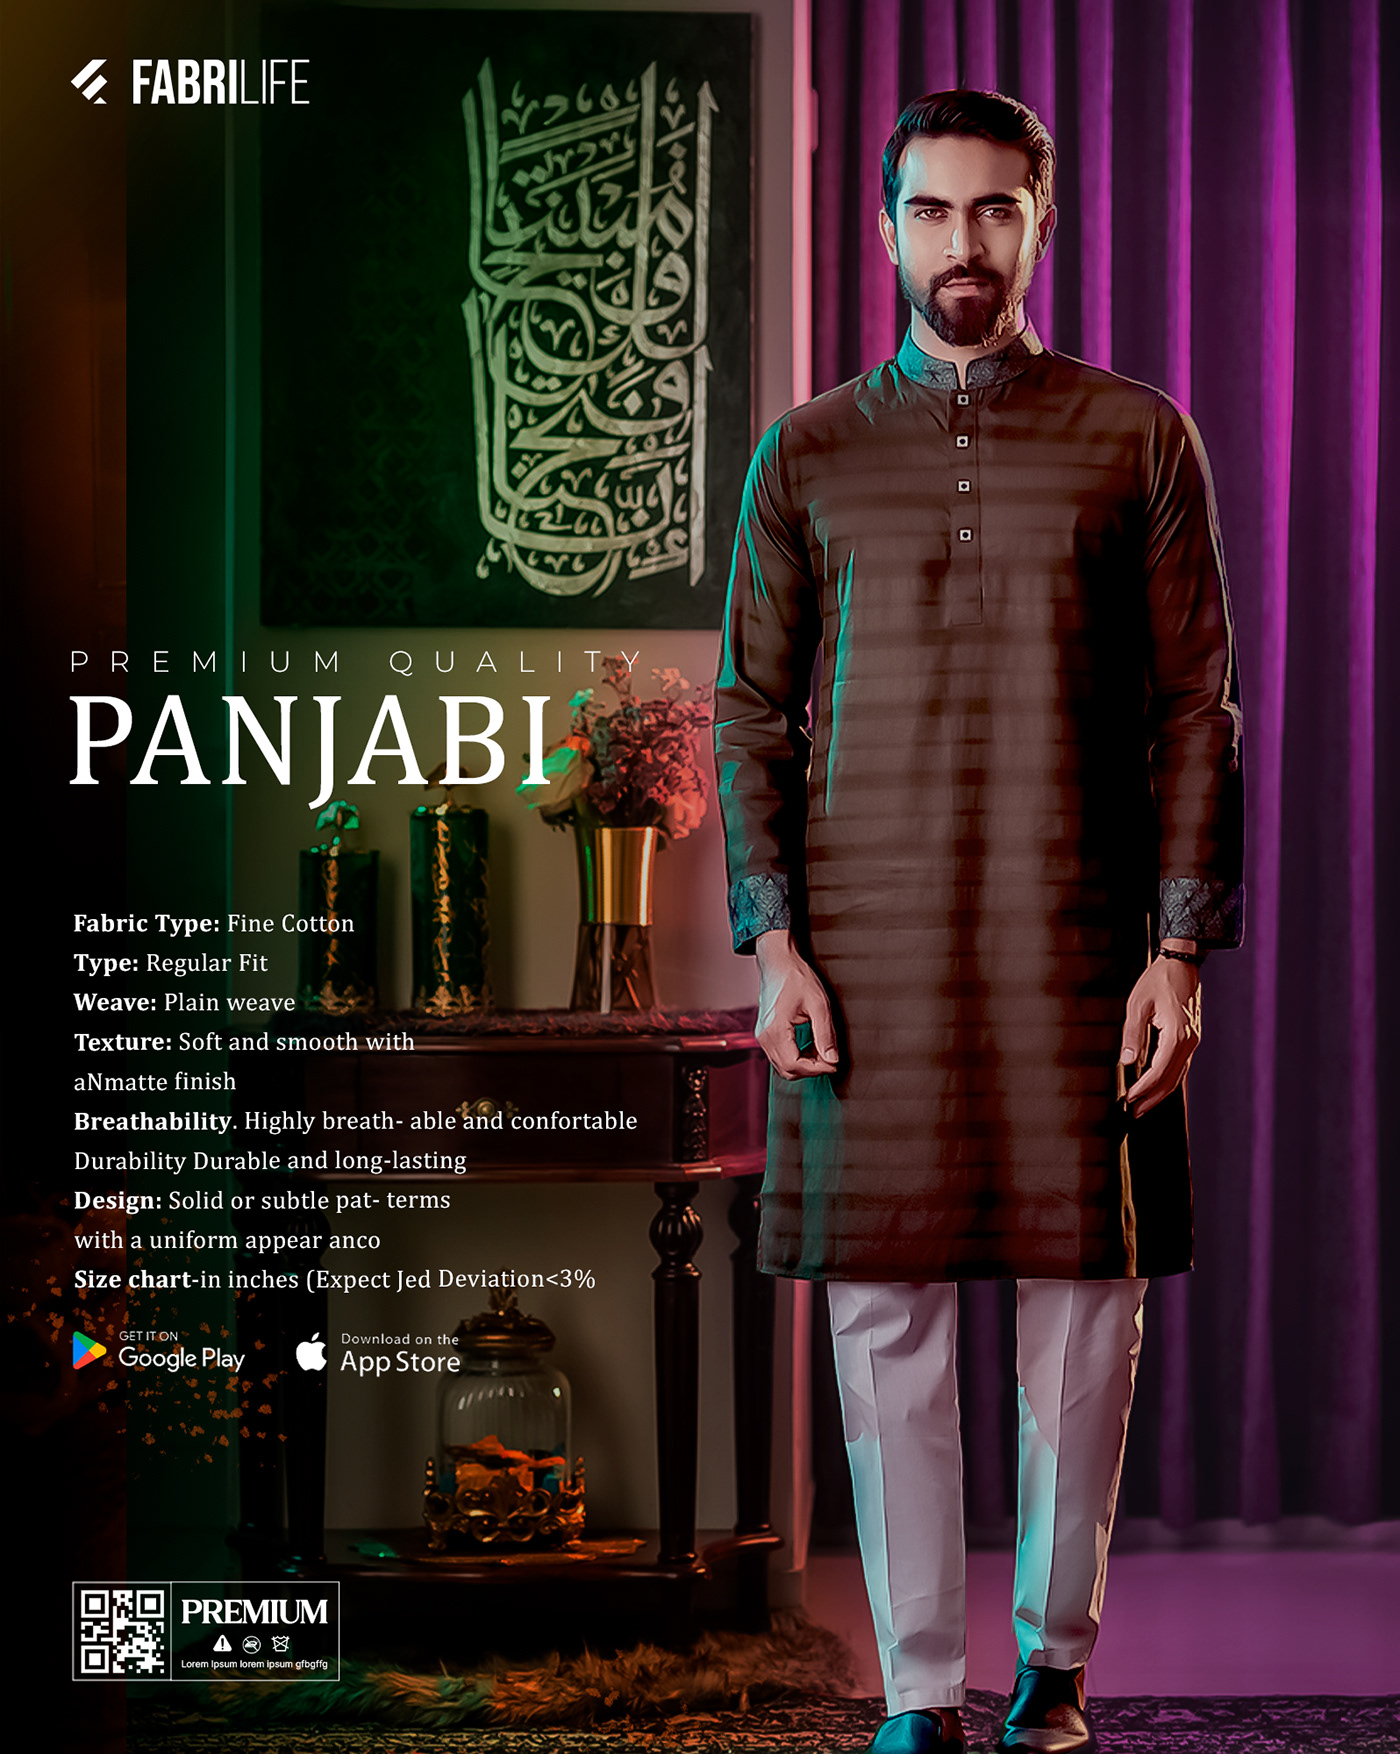 FABRILIFE
PREMIUM QUALITY
PANJABI
Fabric Type: Fine Cotton
Type: Regular Fit
Weave: Plain weave
Texture: Soft and smooth with
aNmatte finish
Breathability. Highly breath- able and confortable
Durability Durable and long-lasting
Design: Solid or subtle pat- terms
with a uniform appear anco
Size chart-in inches (Expect Jed Deviation<3%
GET IT ON
Google Play
Download on the
App Store
PREMIUM
Lorem Ipsum lorem ipsum gfbgffg